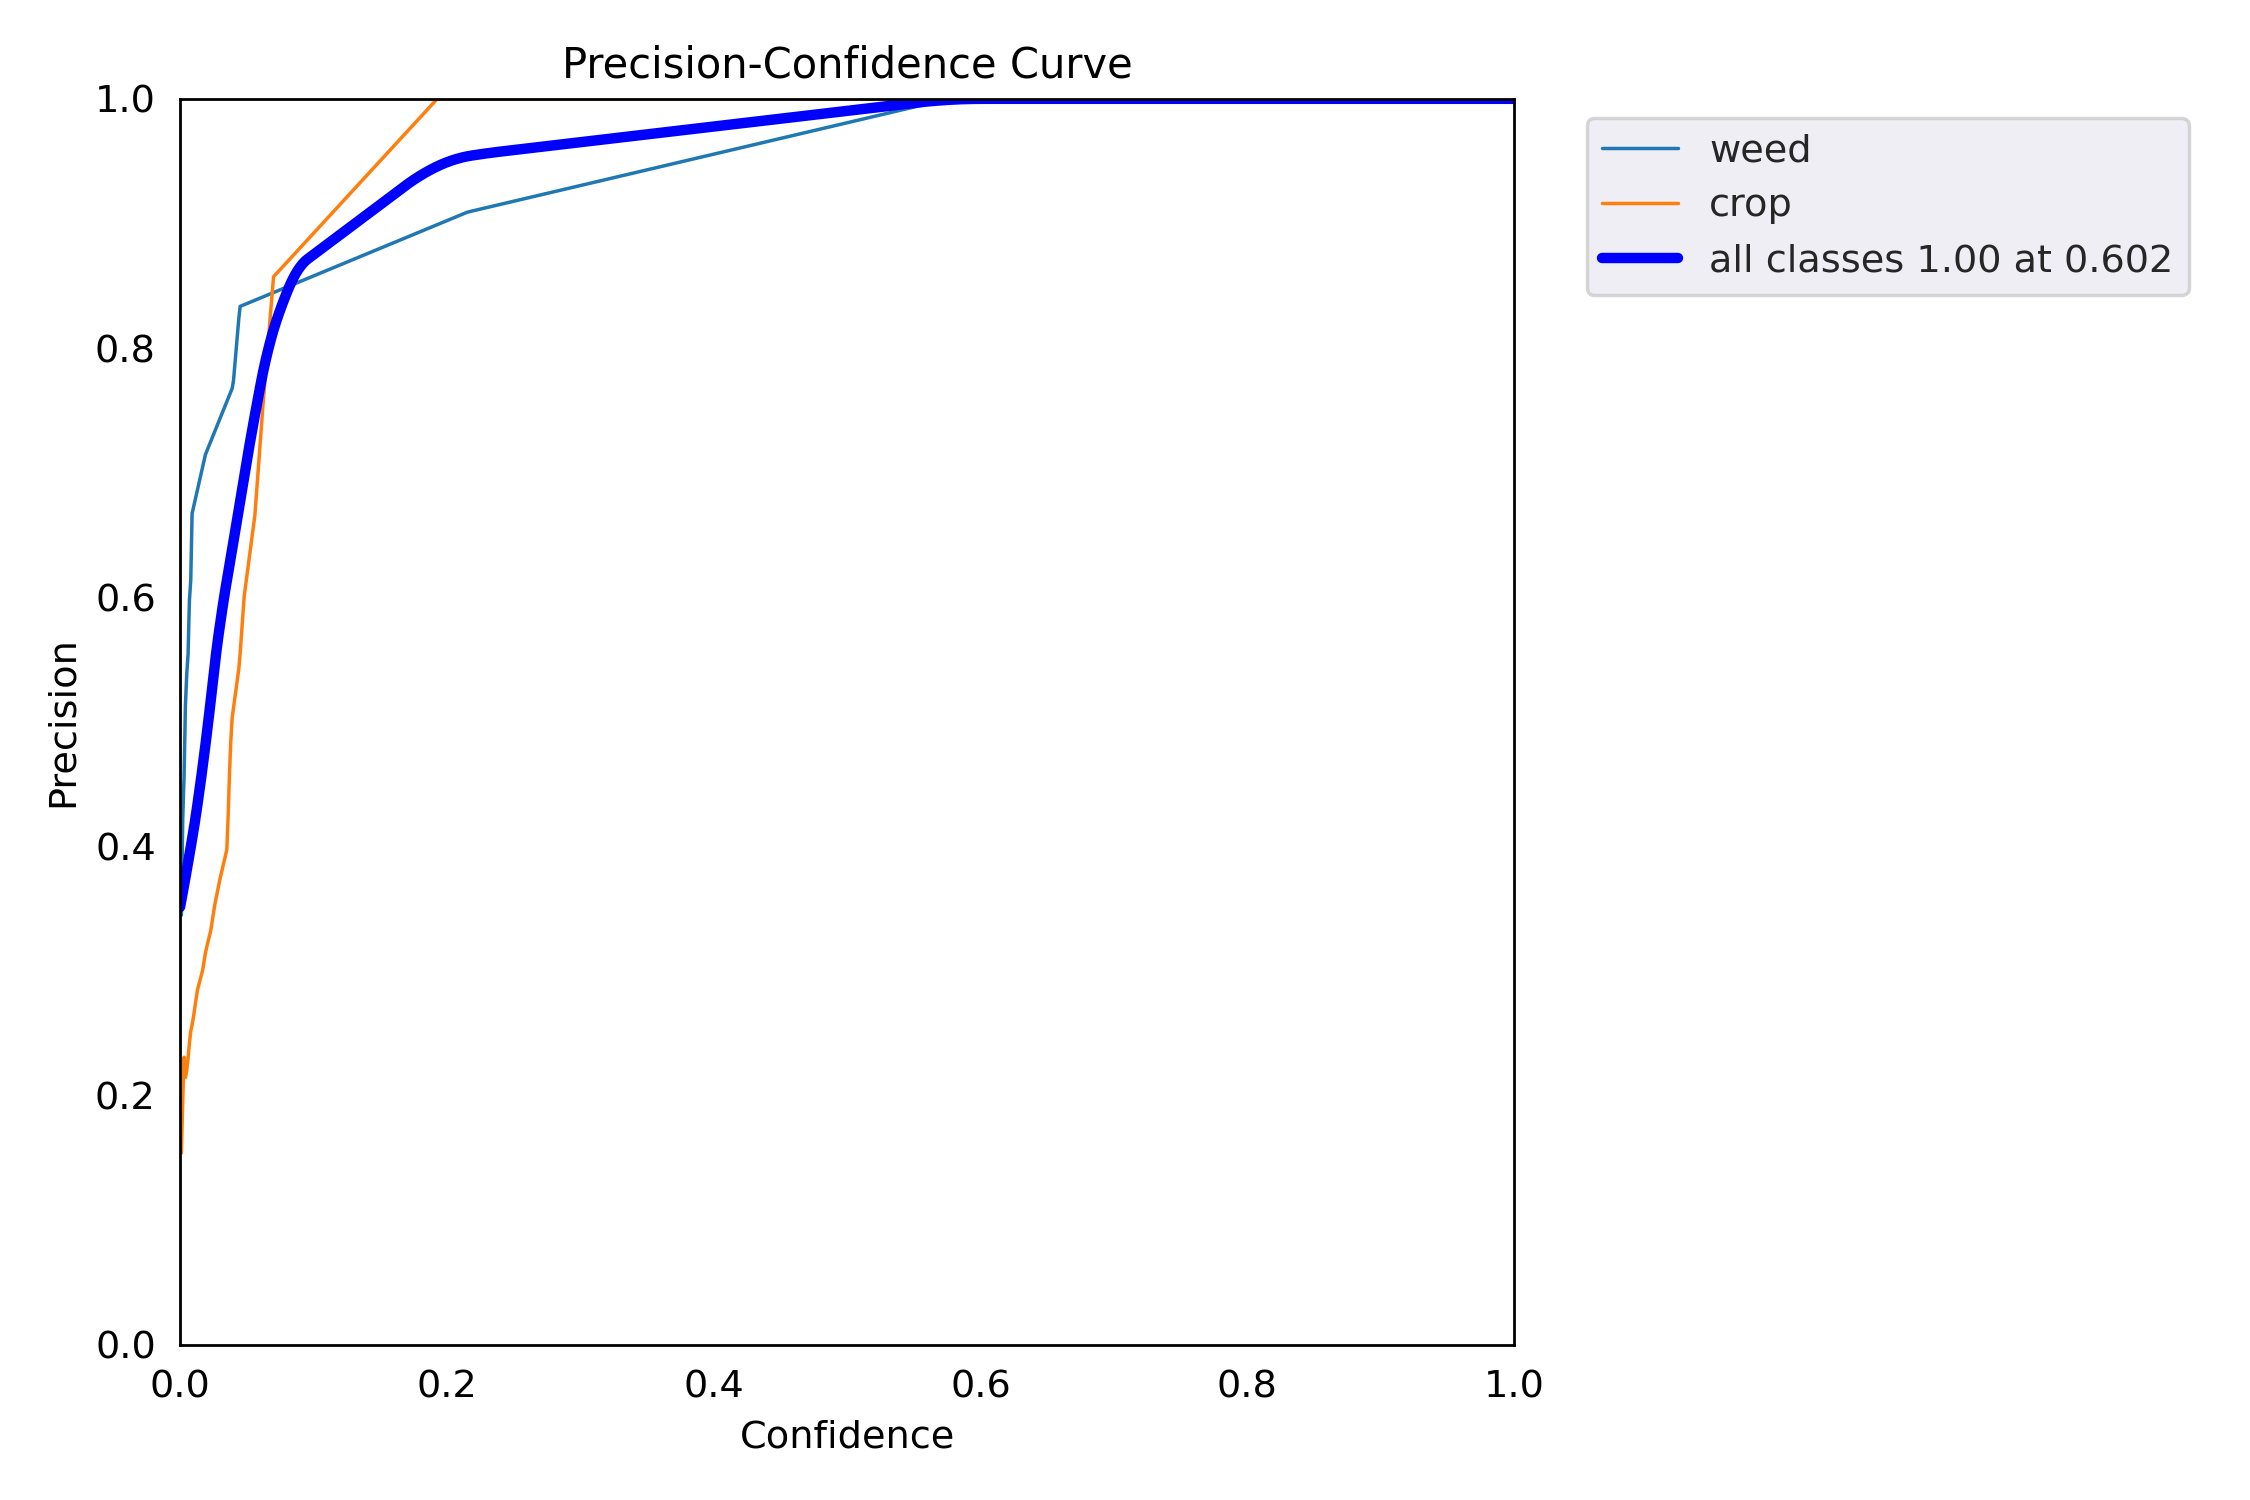 Precision-Confidence Curve
1.0
0.8
0.6
0.4
0.2
0.0
Precision
0.0 0.2 0.4 0.6 0.8 1.0
Confidence
weed
crop
all classes 1.00 at 0.602